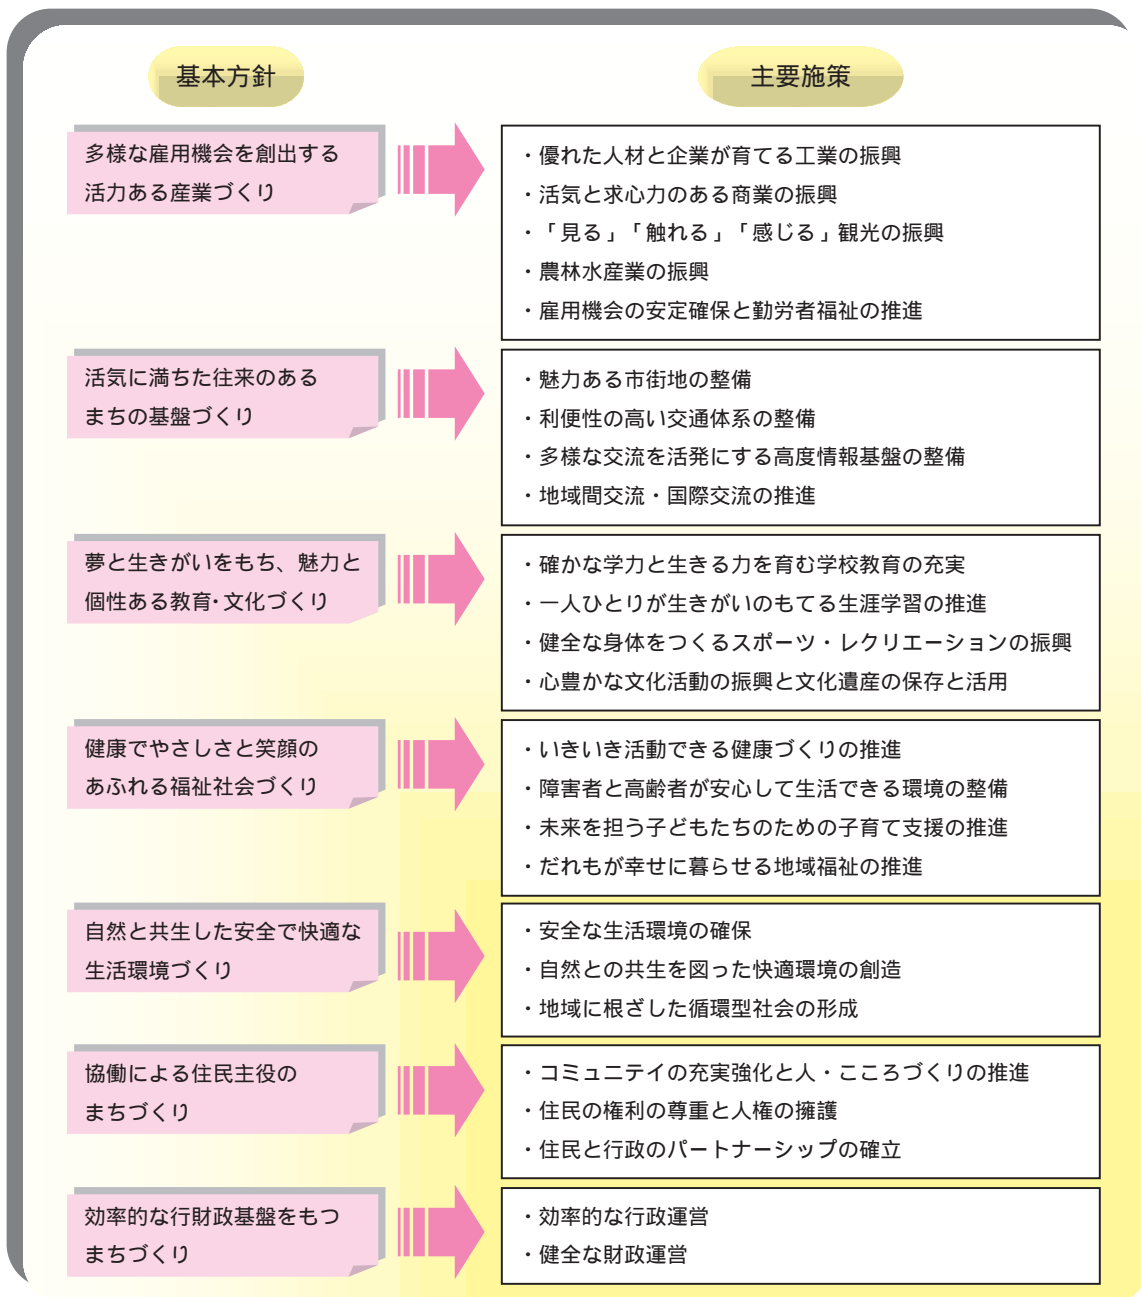 基本方針
主要施策
多様な雇用機会を創出する
活力ある産業づくり
・優れた人材と企業が育てる工業の振興
・活気と求心力のある商業の振興
・「見る」「触れる」「感じる」観光の振興
・農林水産業の振興
・雇用機会の安定確保と勤労者福祉の推進
活気に満ちた往来のある
まちの基盤づくり
・魅力ある市街地の整備
・利便性の高い交通体系の整備
・多様な交流を活発にする高度情報基盤の整備
・地域間交流・国際交流の推進
夢と生きがいをもち、魅力と
個性ある教育・文化づくり
・確かな学力と生きる力を育む学校教育の充実
・一人ひとりが生きがいのもてる生涯学習の推進
・健全な身体をつくるスポーツ・レクリエーションの振興
・心豊かな文化活動の振興と文化遺産の保存と活用
健康でやさしさと笑顔の
あふれる福祉社会づくり
・いきいき活動できる健康づくりの推進
・障害者と高齢者が安心して生活できる環境の整備
・未来を担う子どもたちのための子育て支援の推進
・だれもが幸せに暮らせる地域福祉の推進
自然と共生した安全で快適な
生活環境づくり
・安全な生活環境の確保
・自然との共生を図った快適環境の創造
・地域に根ざした循環型社会の形成
協働による住民主役の
まちづくり
・コミュニテイの充実強化と人・こころづくりの推進
・住民の権利の尊重と人権の擁護
・住民と行政のパートナーシップの確立
効率的な行財政基盤をもつ
まちづくり
・効率的な行政運営
・健全な財政運営